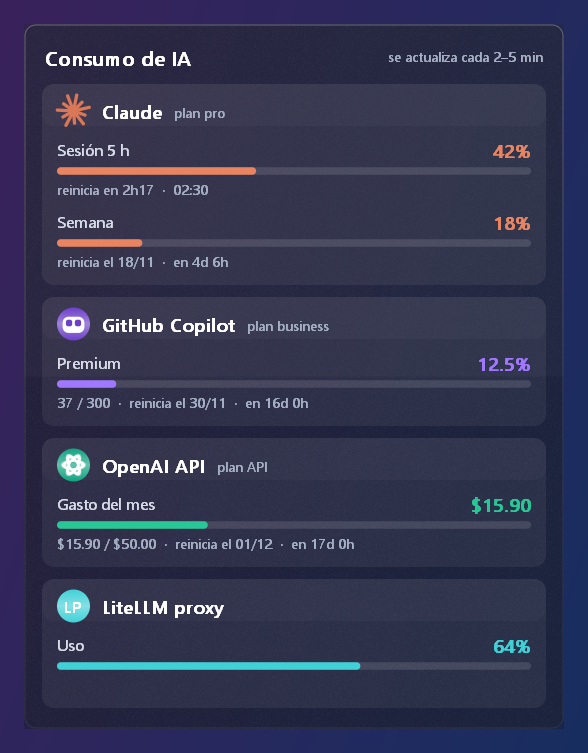 Consumo de IA
se actualiza cada 2–5 min
Claude plan pro
Sesión 5 h 42%
reinicia en 2h17 · 02:30
Semana 18%
reinicia el 18/11 · en 4d 6h
GitHub Copilot plan business
Premium 12.5%
37 / 300 · reinicia el 30/11 · en 16d 0h
OpenAI API plan API
Gasto del mes $15.90
$15.90 / $50.00 · reinicia el 01/12 · en 17d 0h
LP LiteLLM proxy
Uso 64%